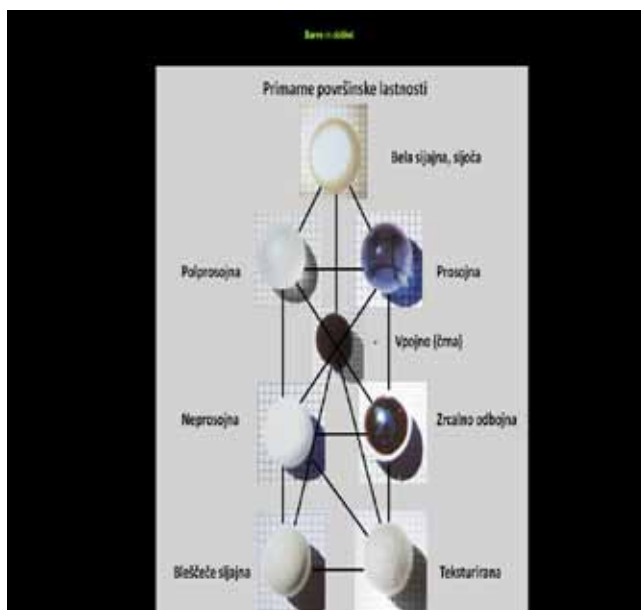 Primarne površinske lastnosti
Bela sijajna, sijoča
Polprosojna
Prosojna
Vpojno (črna)
Neprosojna
Zrcalno odbojna
Bleščeče sijajna
Teksturirana